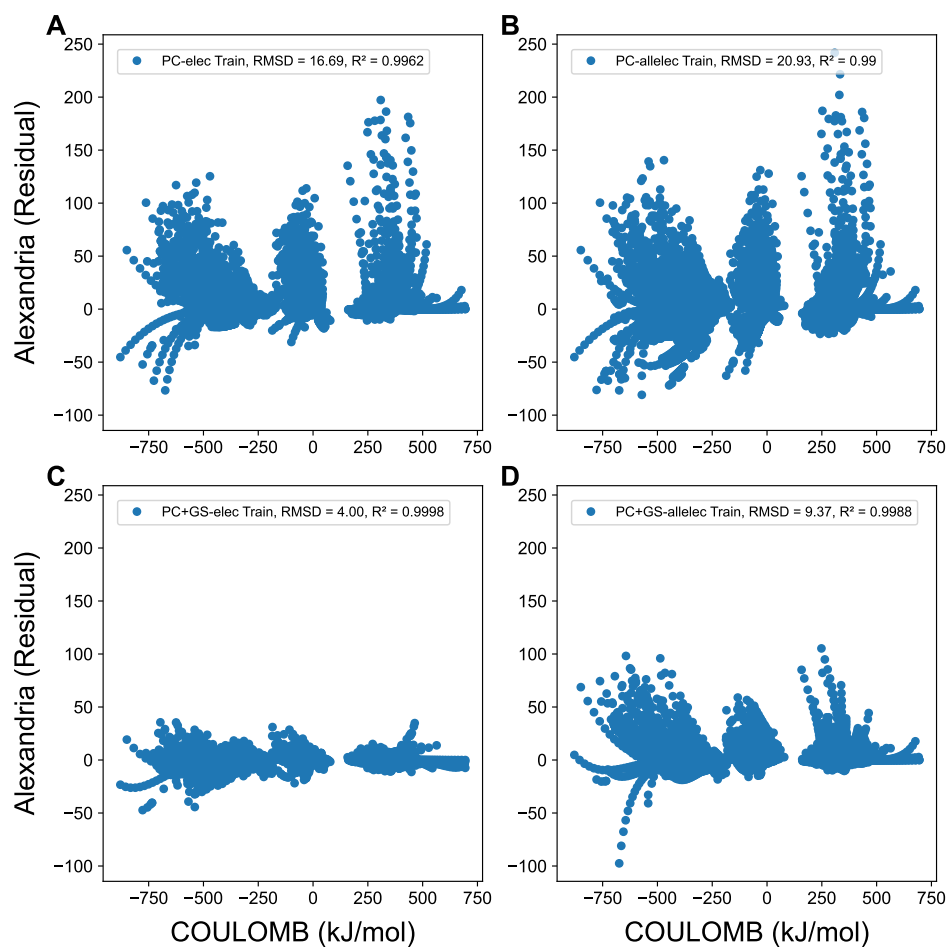 A
B
PC-elec Train, RMSD = 16.69, R² = 0.9962
PC-allelec Train, RMSD = 20.93, R² = 0.99
Alexandria (Residual)
250
200
150
100
50
0
−50
−100
−750 −500 −250 0 250 500 750
250
200
150
100
50
0
−50
−100
−750 −500 −250 0 250 500 750
C
D
PC+GS-elec Train, RMSD = 4.00, R² = 0.9998
PC+GS-allelec Train, RMSD = 9.37, R² = 0.9988
Alexandria (Residual)
250
200
150
100
50
0
−50
−100
−750 −500 −250 0 250 500 750
COULOMB (kJ/mol)
250
200
150
100
50
0
−50
−100
−750 −500 −250 0 250 500 750
COULOMB (kJ/mol)